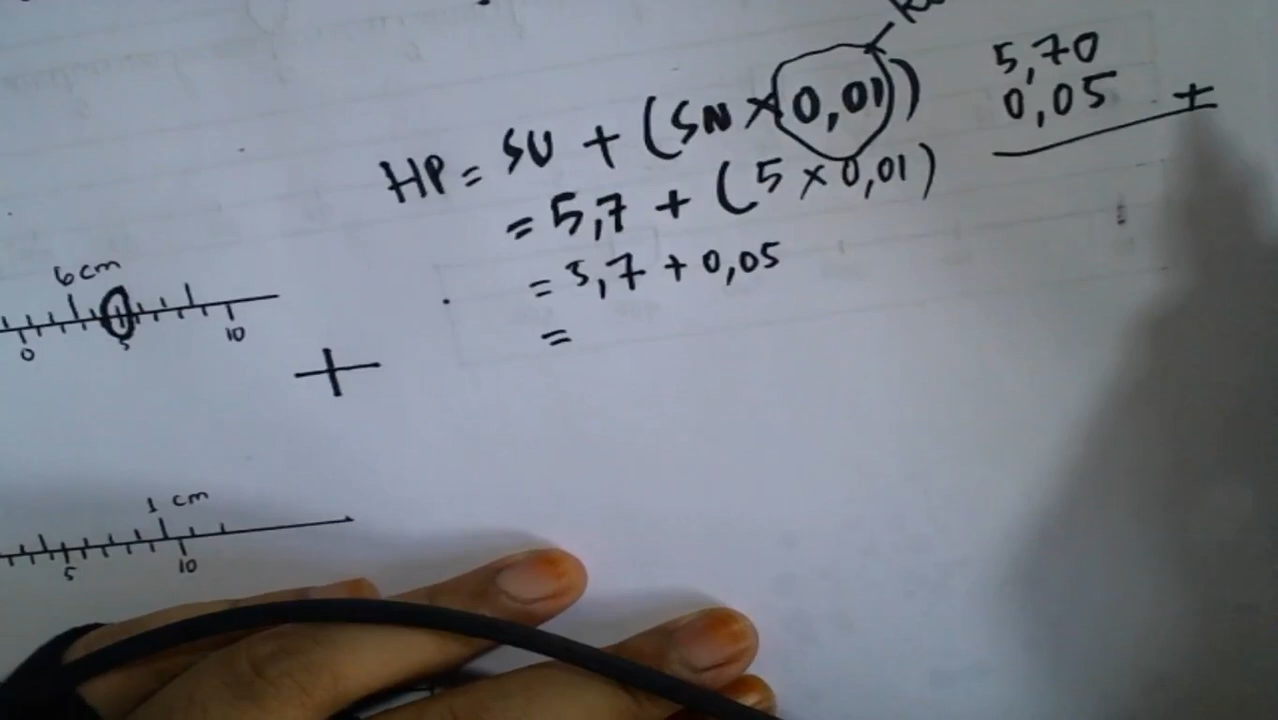 HP = SU + (SN × 0,01)
= 5,7 + (5 × 0,01)
= 5,7 + 0,05
=
5,70
0,05 +
6 cm
0 5 10
+
1 cm
5 10